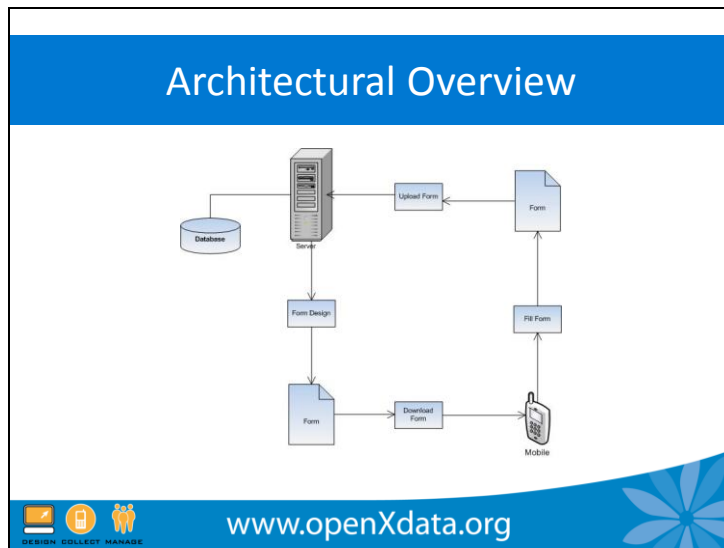 Architectural Overview
Upload Form
Form
Database
Server
Form Design
Fill Form
Form
Download
Form
Mobile
DESIGN COLLECT MANAGE
www.openXdata.org